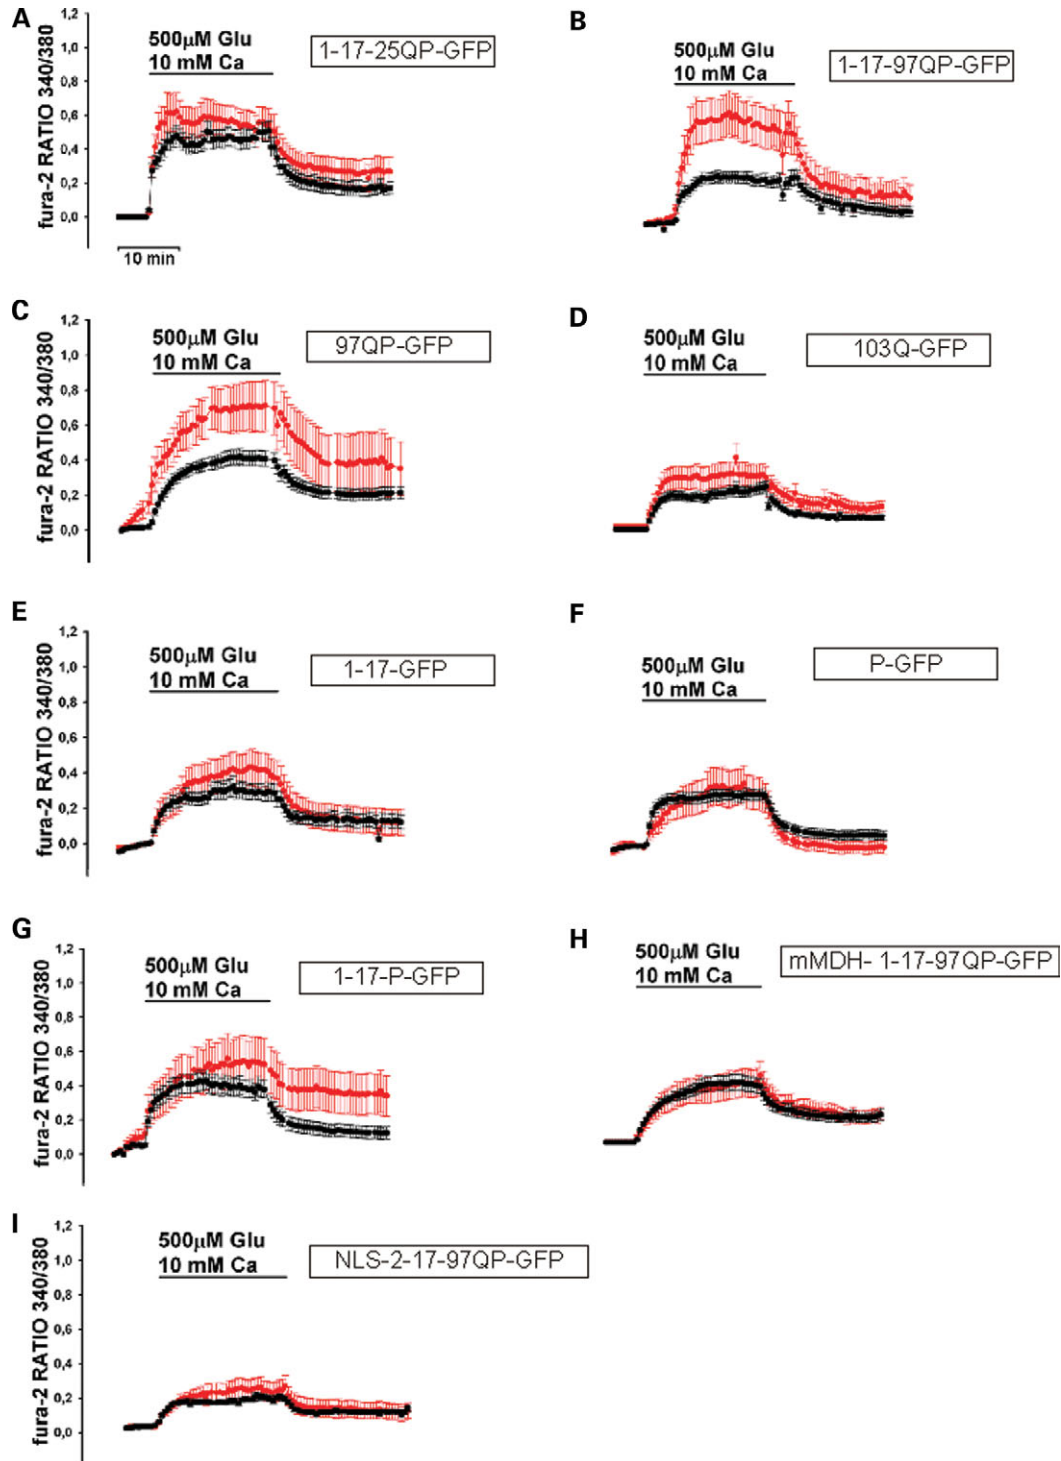 A
fura-2 RATIO 340/380
1,2
1,0
0,8
0,6
0,4
0,2
0,0
500µM Glu
10 mM Ca
1-17-25QP-GFP
10 min
B
500µM Glu
10 mM Ca
1-17-97QP-GFP
C
fura-2 RATIO 340/380
1,2
1,0
0,8
0,6
0,4
0,2
0,0
500µM Glu
10 mM Ca
97QP-GFP
D
500µM Glu
10 mM Ca
103Q-GFP
E
fura-2 RATIO 340/380
1,2
1,0
0,8
0,6
0,4
0,2
0,0
500µM Glu
10 mM Ca
1-17-GFP
F
500µM Glu
10 mM Ca
P-GFP
G
fura-2 RATIO 340/380
1,2
1,0
0,8
0,6
0,4
0,2
0,0
500µM Glu
10 mM Ca
1-17-P-GFP
H
500µM Glu
10 mM Ca
mMDH- 1-17-97QP-GFP
I
fura-2 RATIO 340/380
1,2
1,0
0,8
0,6
0,4
0,2
0,0
500µM Glu
10 mM Ca
NLS-2-17-97QP-GFP